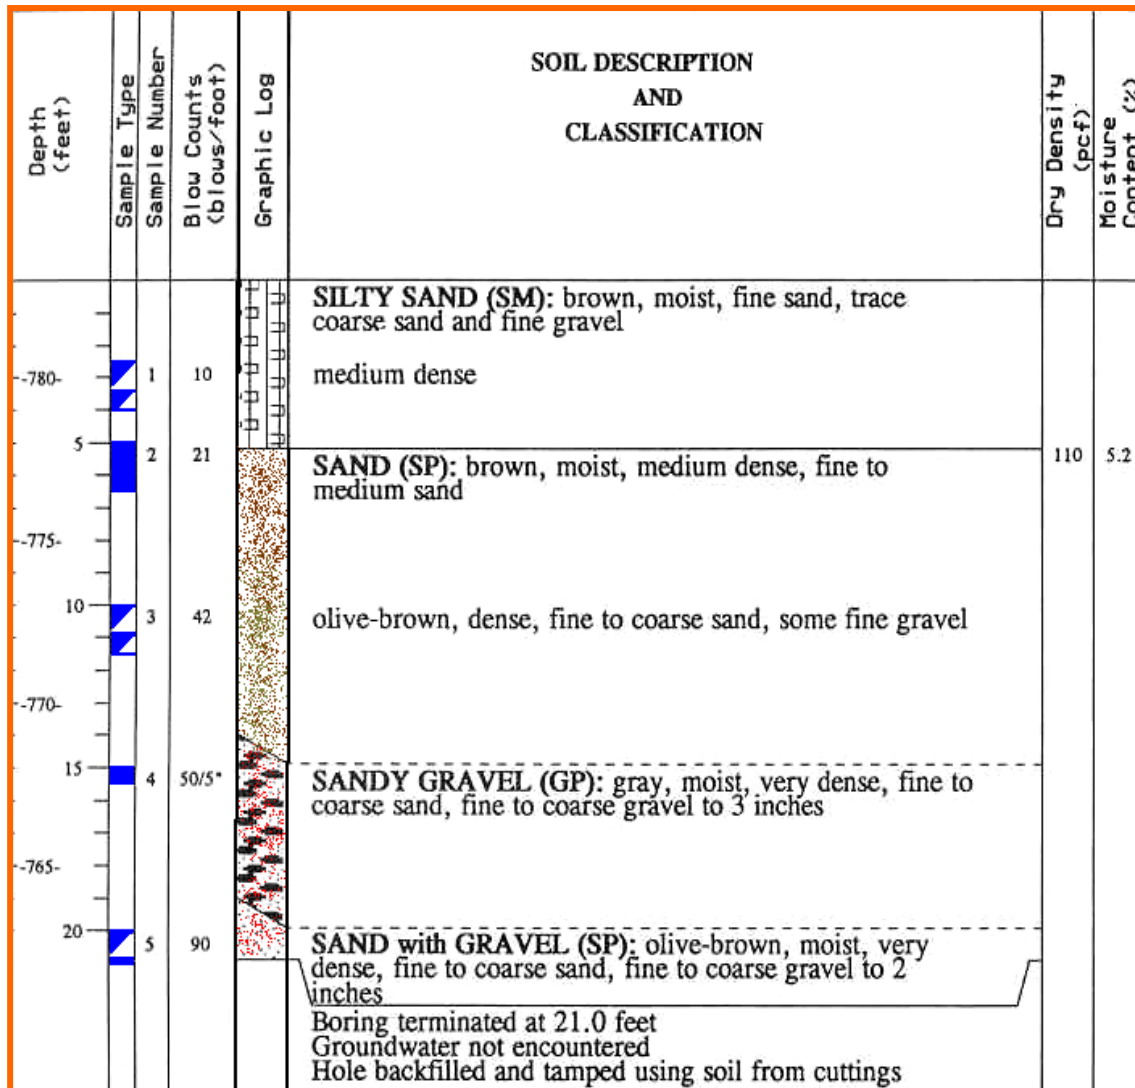 Depth
(feet)
Sample Type
Sample Number
Blow Counts
(blows/foot)
Graphic Log
SOIL DESCRIPTION
AND
CLASSIFICATION
Dry Density
(pcf)
Moisture
Content (%)
SILTY SAND (SM): brown, moist, fine sand, trace
coarse sand and fine gravel
-780- 1 10 medium dense
5 2 21 110 5.2
SAND (SP): brown, moist, medium dense, fine to
medium sand
-775-
10 3 42 olive-brown, dense, fine to coarse sand, some fine gravel
-770-
15 4 50/5"
SANDY GRAVEL (GP): gray, moist, very dense, fine to
coarse sand, fine to coarse gravel to 3 inches
-765-
20 5 90
SAND with GRAVEL (SP): olive-brown, moist, very
dense, fine to coarse sand, fine to coarse gravel to 2
inches
Boring terminated at 21.0 feet
Groundwater not encountered
Hole backfilled and tamped using soil from cuttings